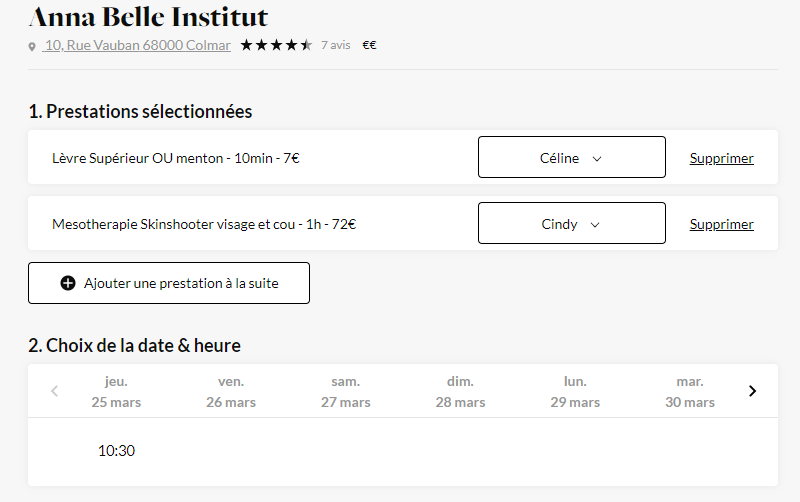 Anna Belle Institut
10, Rue Vauban 68000 Colmar 7 avis €€
1. Prestations sélectionnées
Lèvre Supérieur OU menton - 10min - 7€ Céline Supprimer
Mesotherapie Skinshooter visage et cou - 1h - 72€ Cindy Supprimer
Ajouter une prestation à la suite
2. Choix de la date & heure
jeu. ven. sam. dim. lun. mar.
25 mars 26 mars 27 mars 28 mars 29 mars 30 mars
10:30